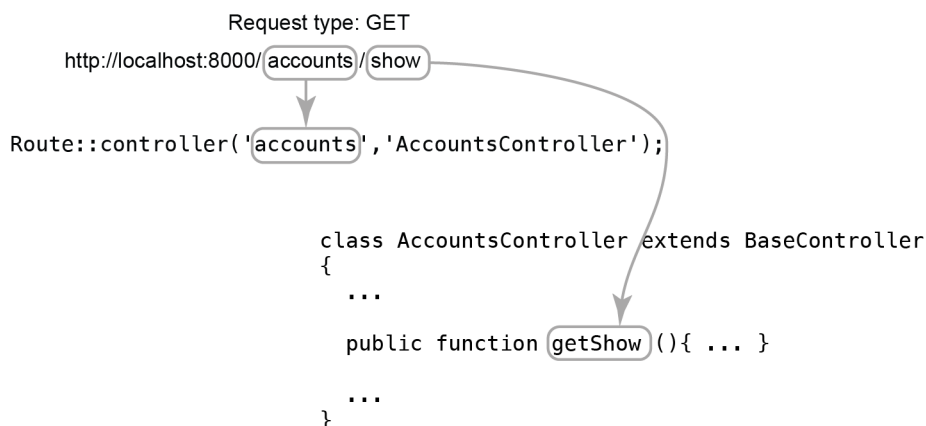 Request type: GET
http://localhost:8000/accounts/show
Route::controller('accounts','AccountsController');
class AccountsController extends BaseController
{
...
public function getShow (){ ... }
...
}